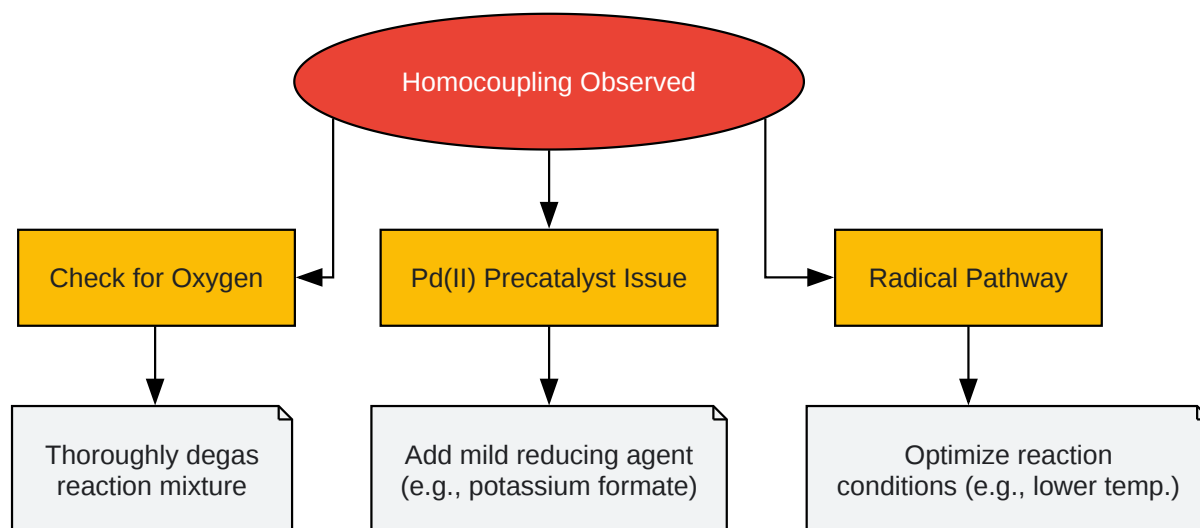 Homocoupling Observed
Check for Oxygen
Pd(II) Precatalyst Issue
Radical Pathway
Thoroughly degas
reaction mixture
Add mild reducing agent
(e.g., potassium formate)
Optimize reaction
conditions (e.g., lower temp.)